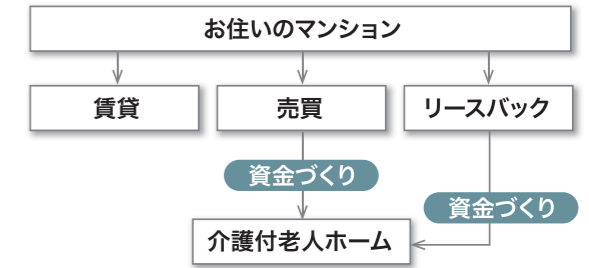 お住いのマンション
賃貸
売買
リースバック
資金づくり
資金づくり
介護付老人ホーム